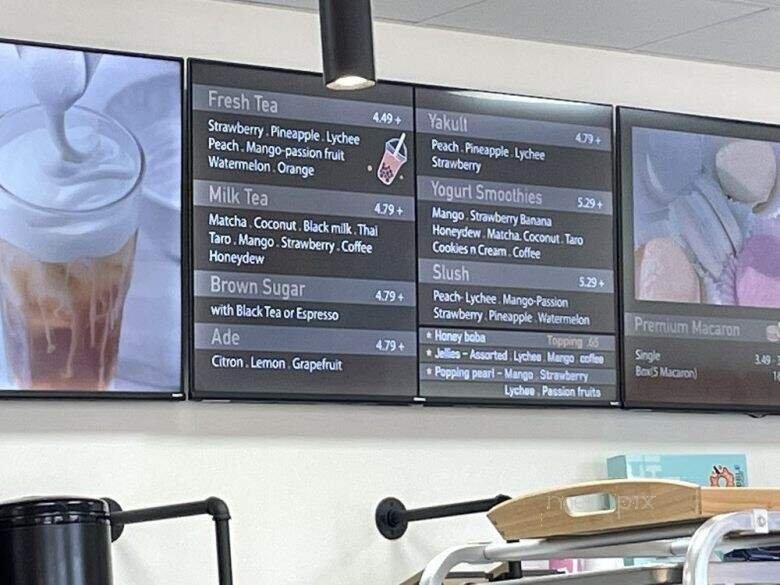 Fresh Tea 4.49 +
Strawberry . Pineapple . Lychee
Peach . Mango-passion fruit
Watermelon . Orange
Milk Tea 4.79 +
Matcha . Coconut . Black milk . Thai
Taro . Mango . Strawberry . Coffee
Honeydew
Brown Sugar 4.79 +
with Black Tea or Espresso
Ade 4.79 +
Citron . Lemon . Grapefruit
Yakult 4.79 +
Peach . Pineapple . Lychee
Strawberry
Yogurt Smoothies 5.29 +
Mango . Strawberry Banana
Honeydew . Matcha. Coconut . Taro
Cookies n Cream . Coffee
Slush 5.29 +
Peach- Lychee . Mango-Passion
Strawberry . Pineapple . Watermelon
* Honey boba Topping .65
* Jellies - Assorted . Lychee . Mango . coffee
* Popping pearl - Mango . Strawberry
Lychee . Passion fruits
Premium Macaron
Single 3.49
Box(5 Macaron)